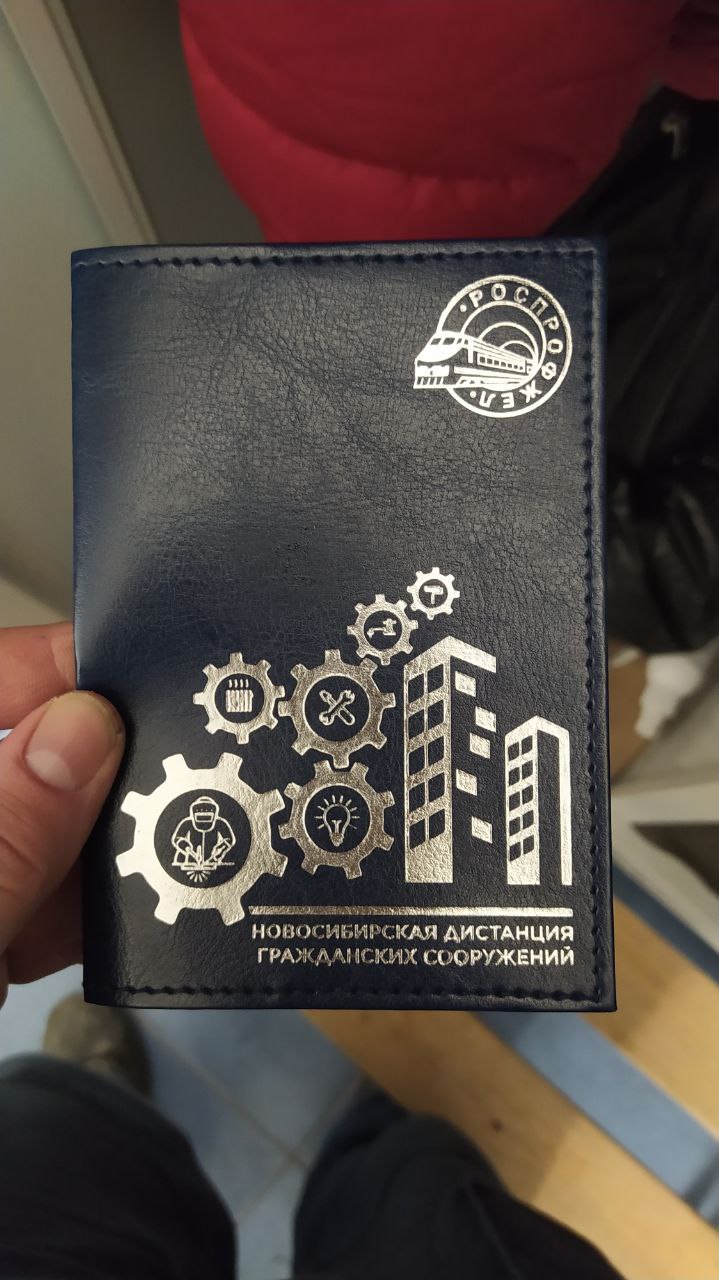 • РОСПРОФЖЕЛ •
НОВОСИБИРСКАЯ ДИСТАНЦИЯ
ГРАЖДАНСКИХ СООРУЖЕНИЙ